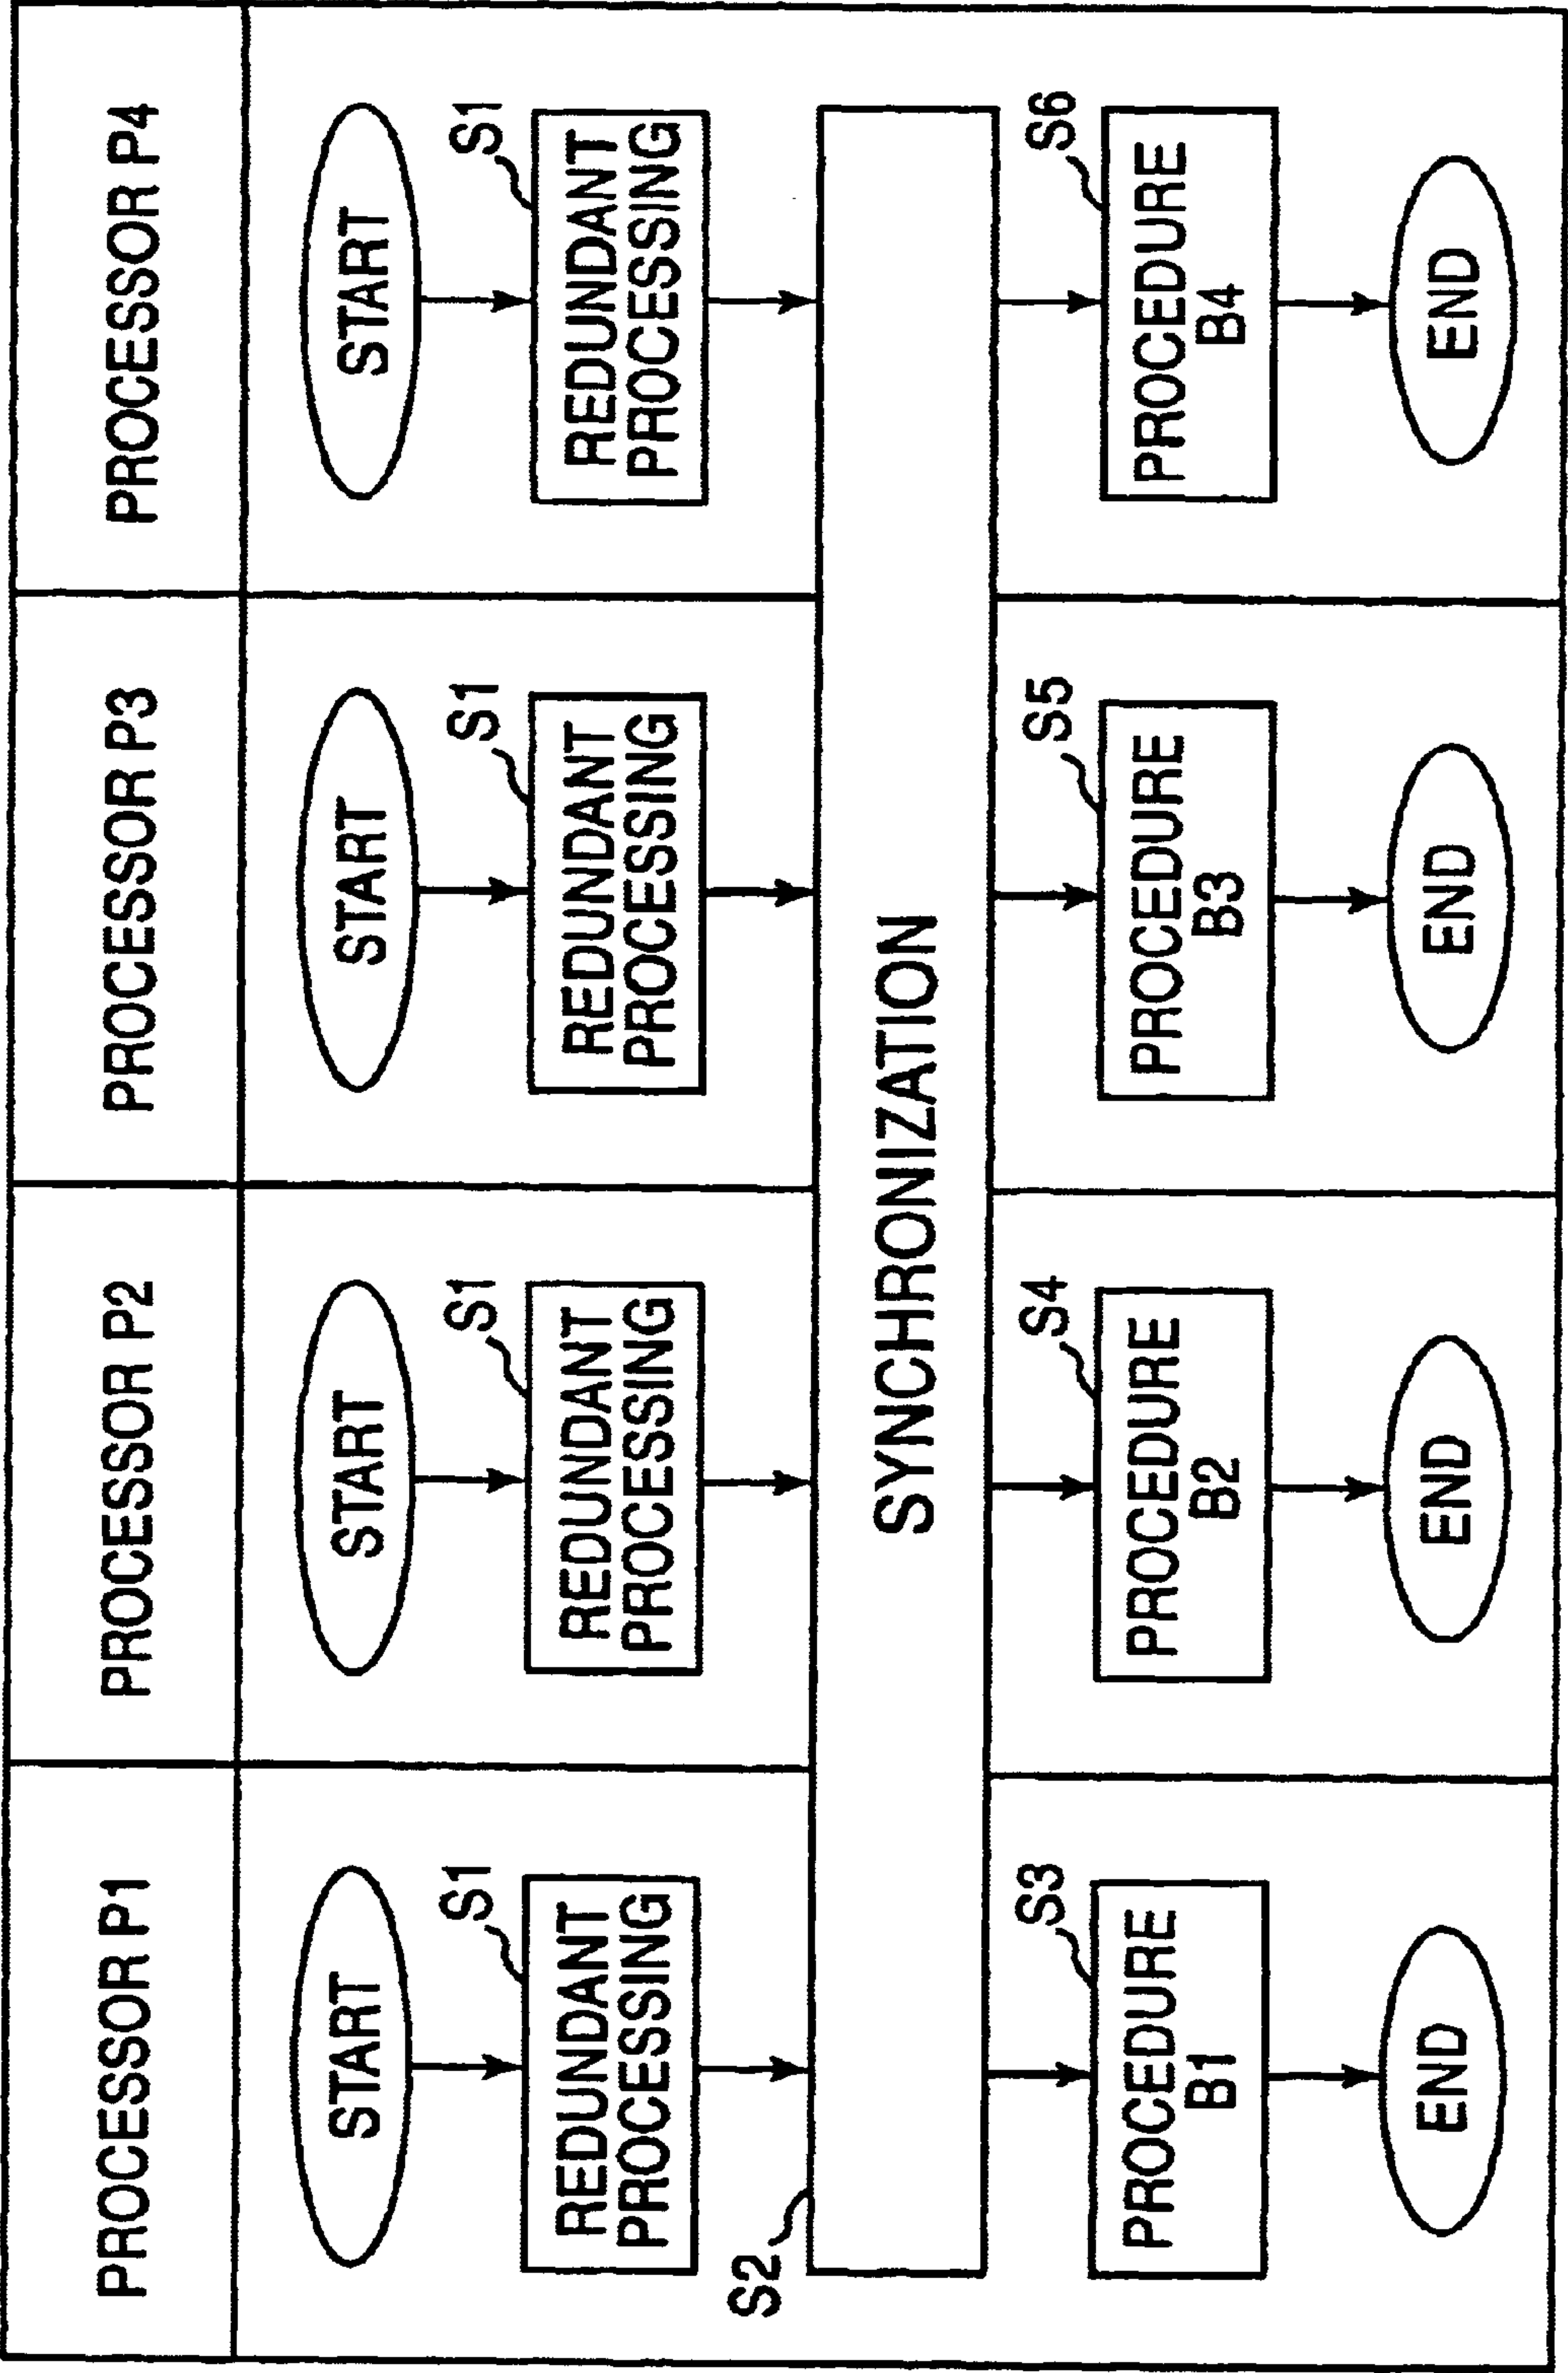 PROCESSOR P1
PROCESSOR P2
PROCESSOR P3
PROCESSOR P4
START
START
START
START
S1
S1
S1
S1
REDUNDANT
PROCESSING
REDUNDANT
PROCESSING
REDUNDANT
PROCESSING
REDUNDANT
PROCESSING
S2
SYNCHRONIZATION
S3
S4
S5
S6
PROCEDURE
B1
PROCEDURE
B2
PROCEDURE
B3
PROCEDURE
B4
END
END
END
END